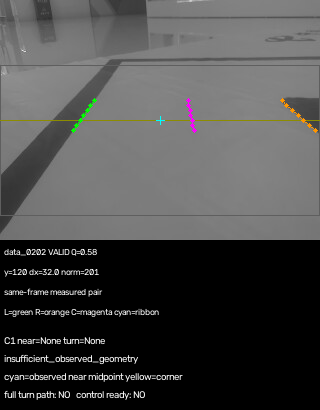 data_0202 VALID Q=0.58
y=120 dx=32.0 norm=201
same-frame measured pair
L=green R=orange C=magenta cyan=ribbon
C1 near=None turn=None
insufficient_observed_geometry
cyan=observed near midpoint yellow=corner
full turn path: NO control ready: NO